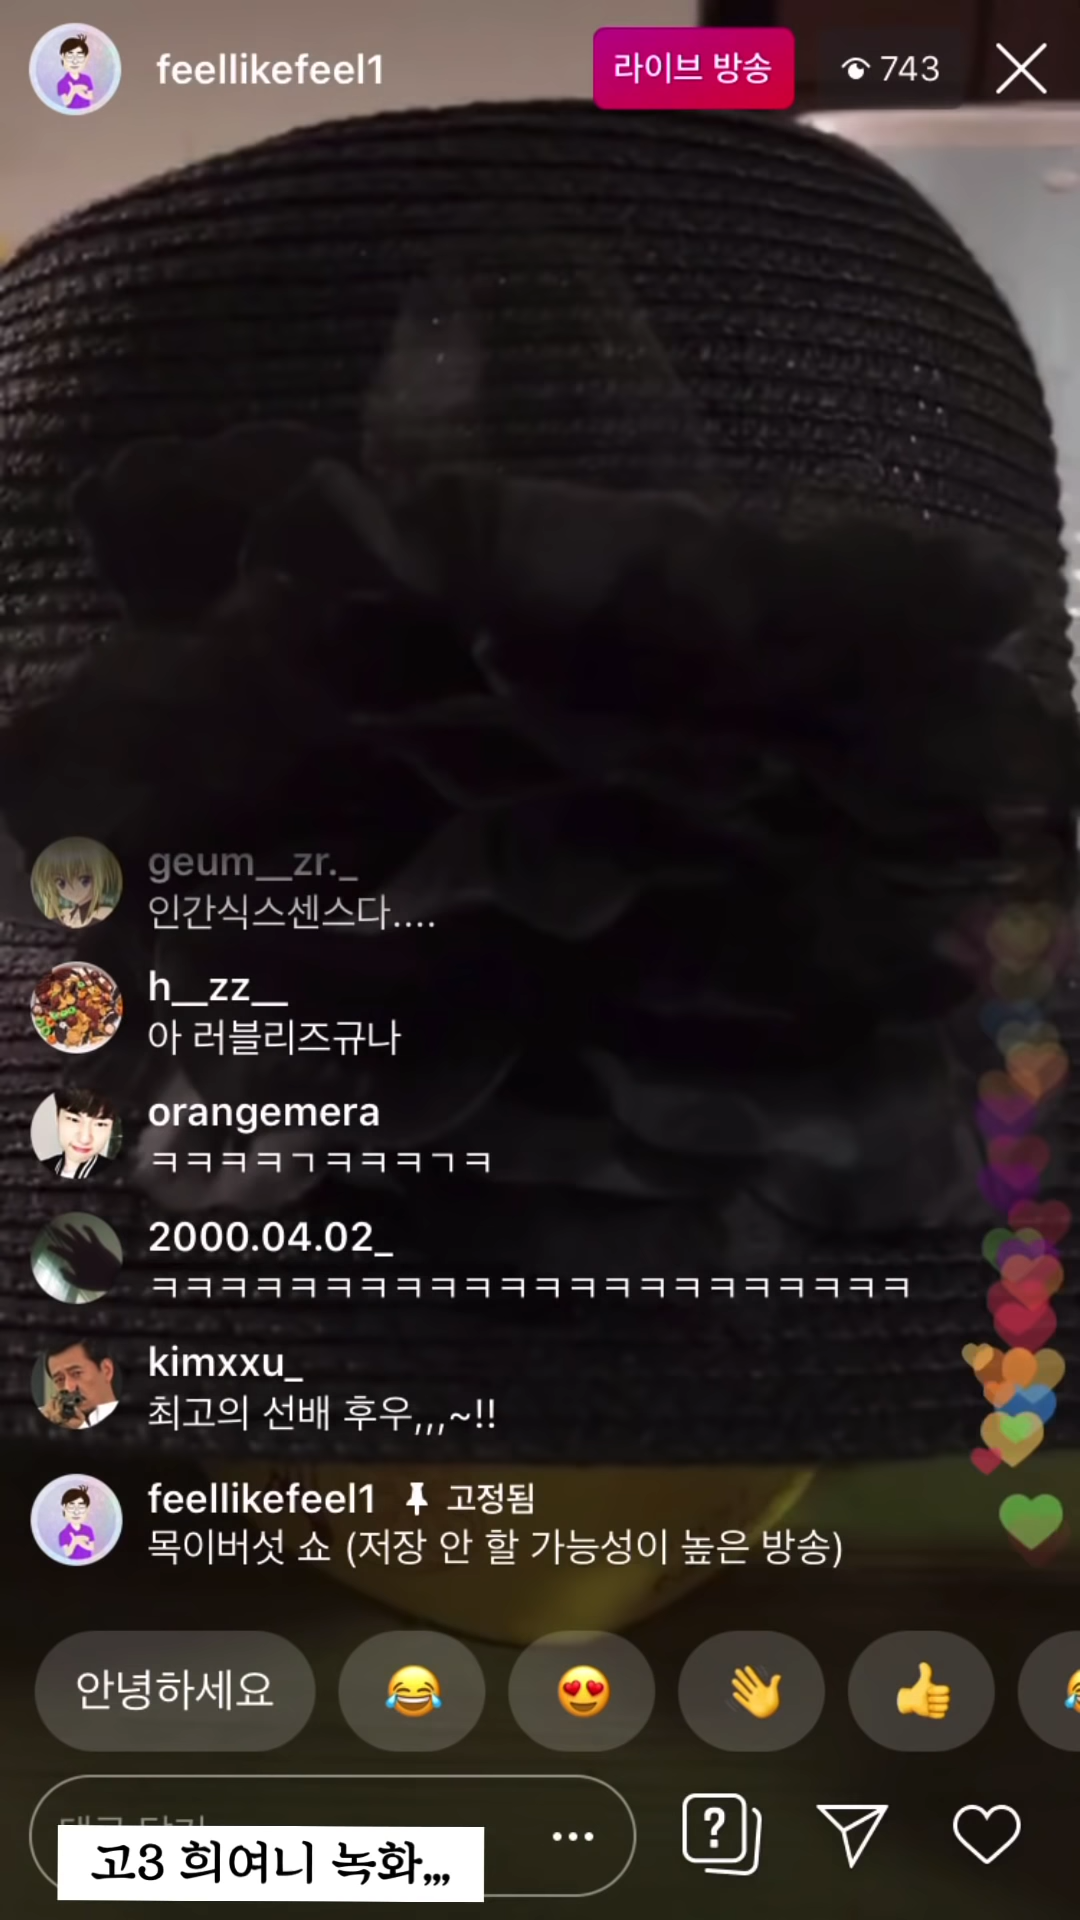 feellikefeel1
라이브 방송
743
geum__zr._
인간식스센스다....
h__zz__
아 러블리즈규나
orangemera
ㅋㅋㅋㅋㄱㅋㅋㅋㄱㅋ
2000.04.02_
ㅋㅋㅋㅋㅋㅋㅋㅋㅋㅋㅋㅋㅋㅋㅋㅋㅋㅋㅋㅋㅋㅋ
kimxxu_
최고의 선배 후우,,,~!!
feellikefeel1 고정됨
목이버섯 쇼 (저장 안 할 가능성이 높은 방송)
안녕하세요
고3 희여니 녹화,,,